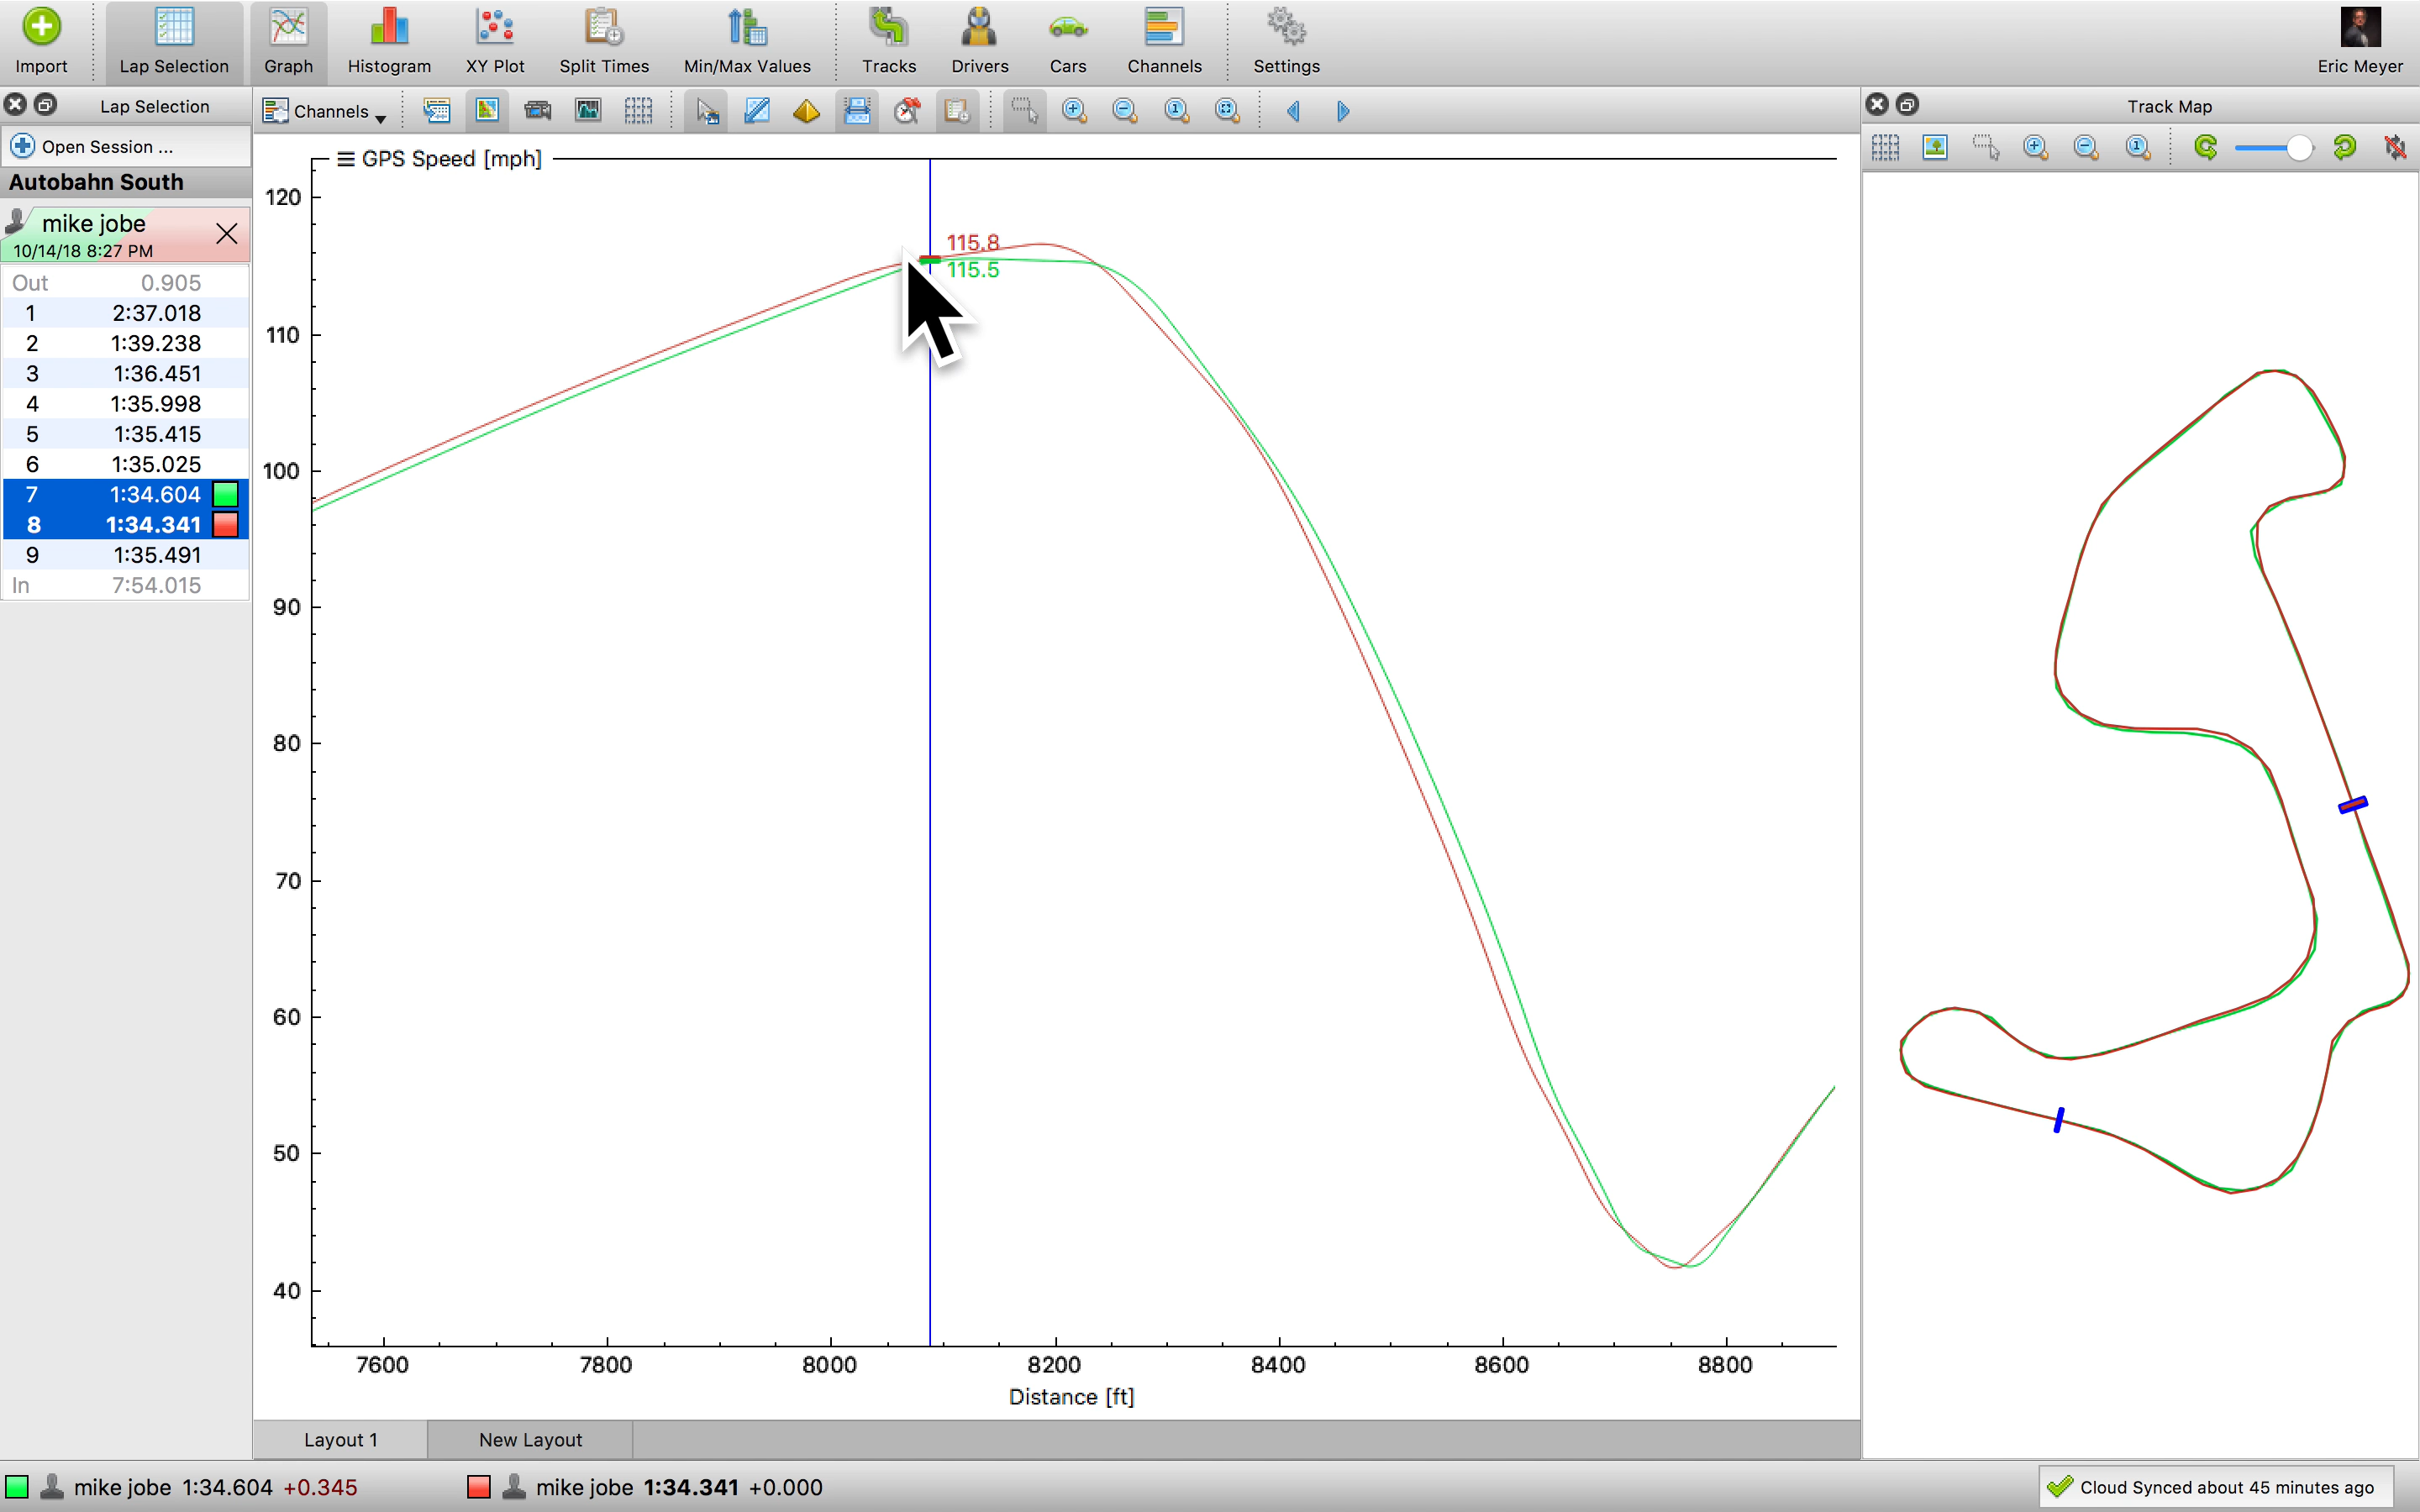 Import
Lap Selection
Graph
Histogram
XY Plot
Split Times
Min/Max Values
Tracks
Drivers
Cars
Channels
Settings
Eric Meyer
Lap Selection
Channels
Track Map
Open Session ...
Autobahn South
mike jobe
10/14/18 8:27 PM
Out 0.905
1 2:37.018
2 1:39.238
3 1:36.451
4 1:35.998
5 1:35.415
6 1:35.025
7 1:34.604
8 1:34.341
9 1:35.491
In 7:54.015
GPS Speed [mph]
120
110
100
90
80
70
60
50
40
115.8
115.5
7600 7800 8000 8200 8400 8600 8800
Distance [ft]
Layout 1
New Layout
mike jobe 1:34.604 +0.345
mike jobe 1:34.341 +0.000
Cloud Synced about 45 minutes ago